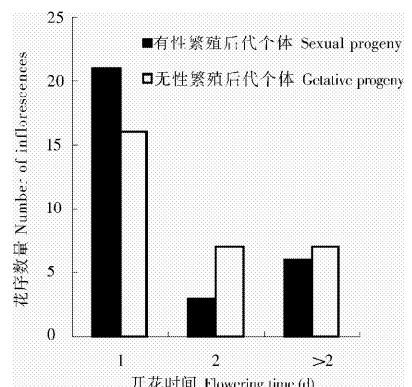 25
20
15
10
5
0
花序数量 Number of inflorescences
有性繁殖后代个体 Sexual progeny
无性繁殖后代个体 Getative progeny
1 2 >2
开花时间 Flowering time (d)